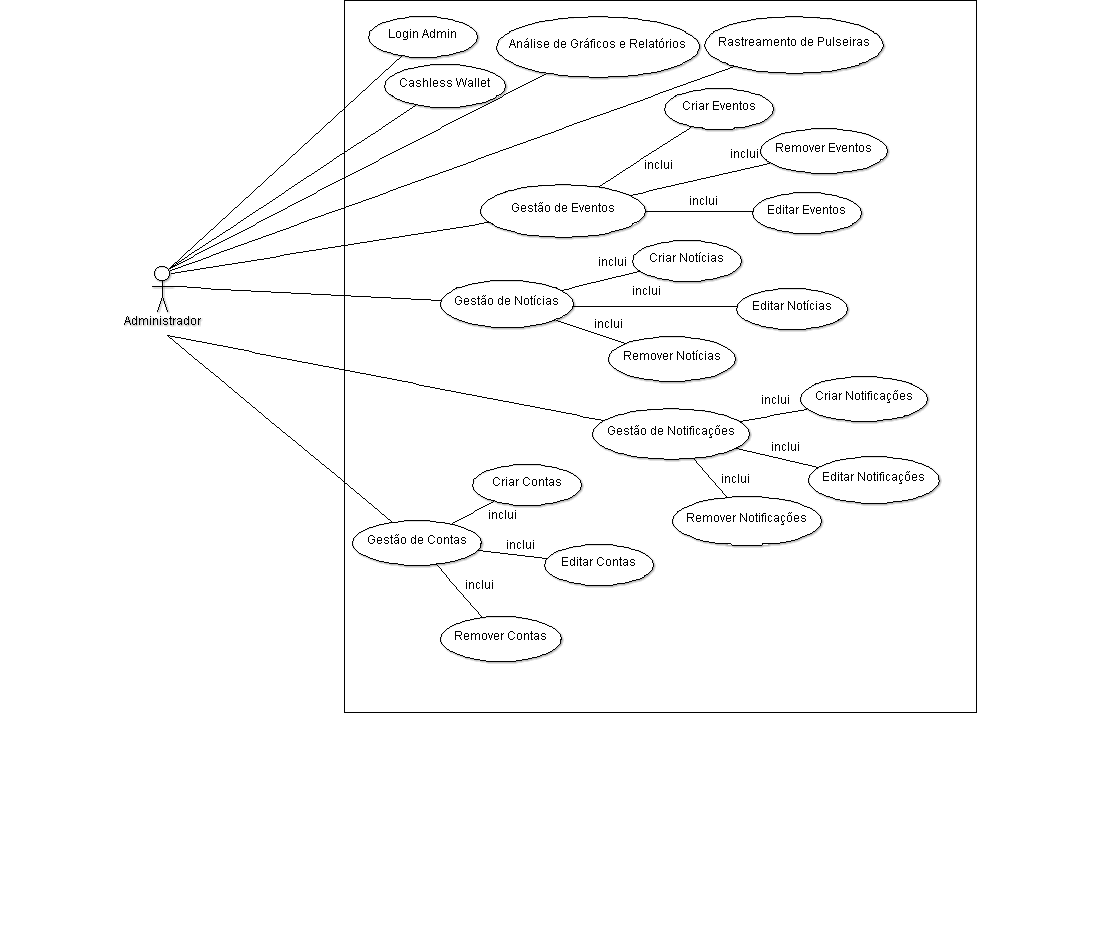 Login Admin
Análise de Gráficos e Relatórios
Rastreamento de Pulseiras
Cashless Wallet
Criar Eventos
Remover Eventos
inclui
inclui
Gestão de Eventos
inclui
Editar Eventos
Criar Notícias
inclui
inclui
Gestão de Notícias
Editar Notícias
inclui
Remover Notícias
Administrador
Criar Notificações
inclui
Gestão de Notificações
inclui
Editar Notificações
inclui
Remover Notificações
Criar Contas
inclui
Gestão de Contas
inclui
Editar Contas
inclui
Remover Contas